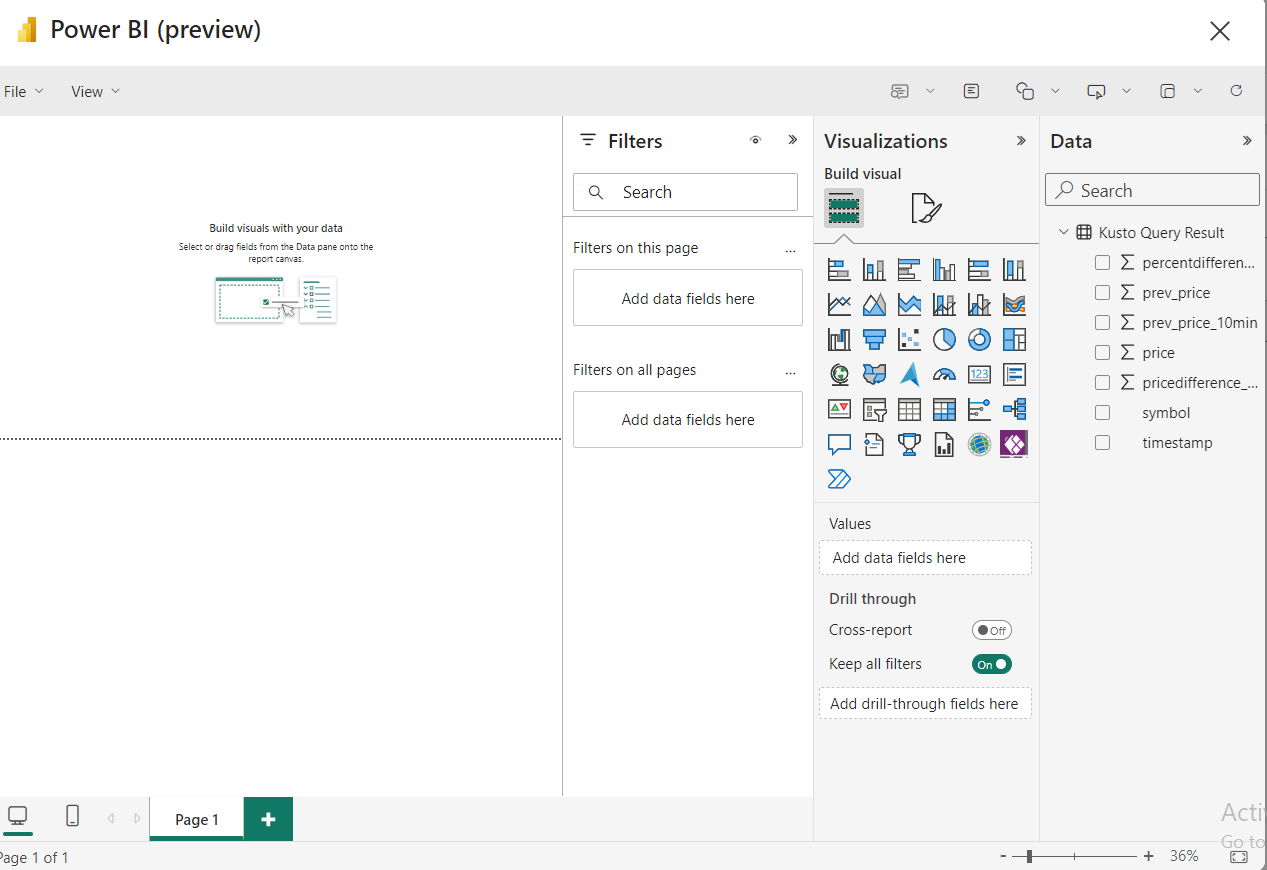 Power BI (preview)
File
View
Build visuals with your data
Select or drag fields from the Data pane onto the
report canvas.
Filters
Search
Filters on this page
...
Add data fields here
Filters on all pages
...
Add data fields here
Visualizations
Build visual
123
Values
Add data fields here
Drill through
Cross-report
Off
Keep all filters
On
Add drill-through fields here
Data
Search
Kusto Query Result
percentdifferen...
prev_price
prev_price_10min
price
pricedifference_...
symbol
timestamp
Page 1
+
Page 1 of 1
- + 36%
Acti
Go to